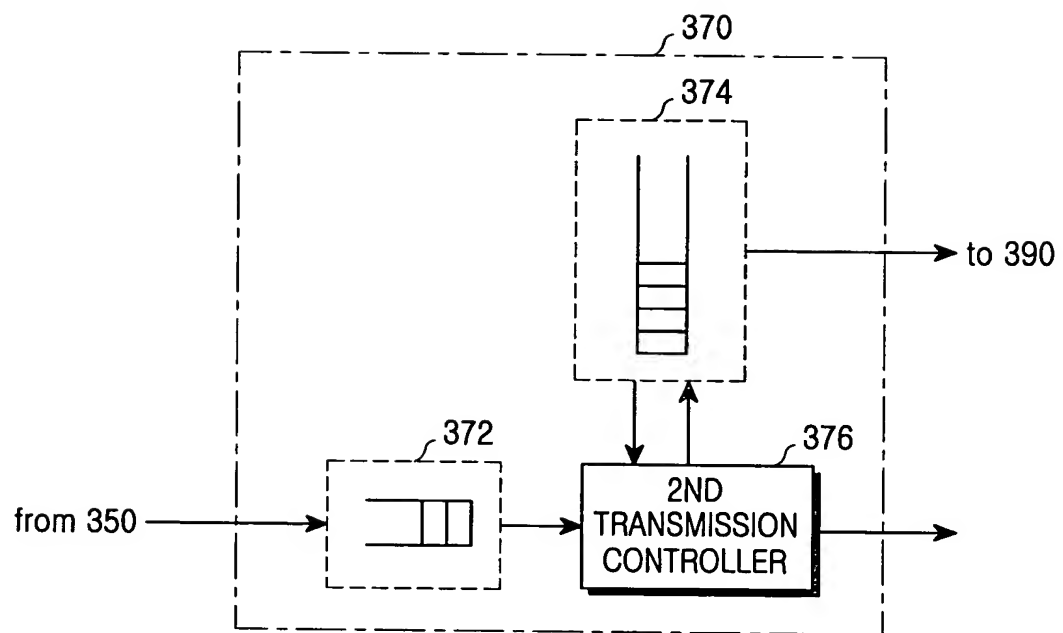 370
374
to 390
372
376
from 350
2ND
TRANSMISSION
CONTROLLER